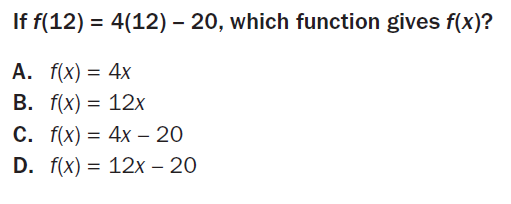 If f(12) = 4(12) – 20, which function gives f(x)?
A. f(x) = 4x
B. f(x) = 12x
C. f(x) = 4x – 20
D. f(x) = 12x – 20